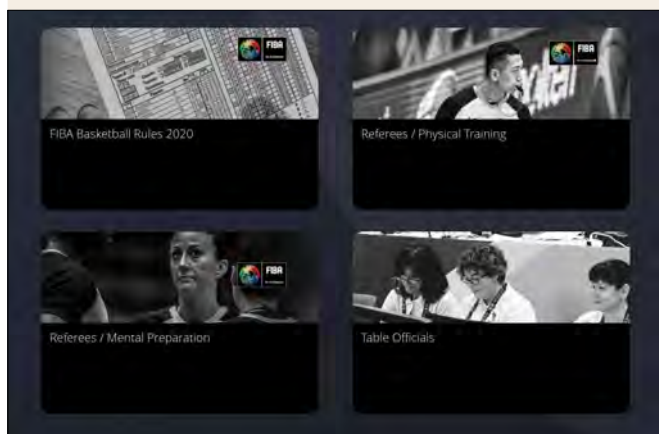 FIBA
FIBA
FIBA Basketball Rules 2020
Referees / Physical Training
FIBA
Referees / Mental Preparation
Table Officials